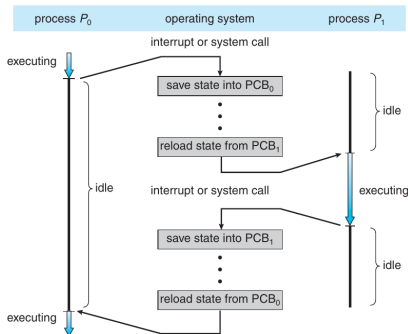 process P₀ operating system process P₁
interrupt or system call
executing
save state into PCB₀
idle
reload state from PCB₁
idle
interrupt or system call
executing
save state into PCB₁
idle
reload state from PCB₀
executing